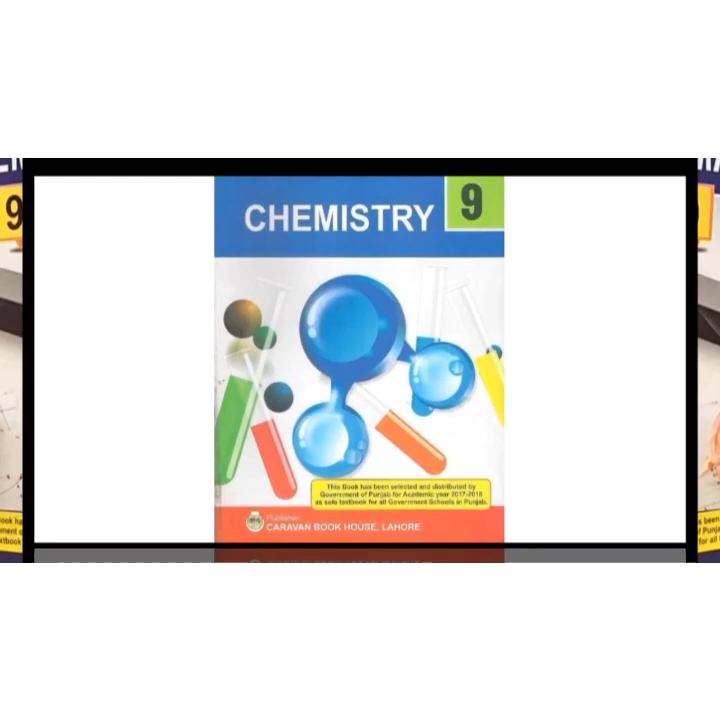 CHEMISTRY
9
This Book has been selected and distributed by
Government of Punjab for Academic year 2017-2018
as sole textbook for all Government Schools in Punjab.
Publisher:
CARAVAN BOOK HOUSE, LAHORE
9